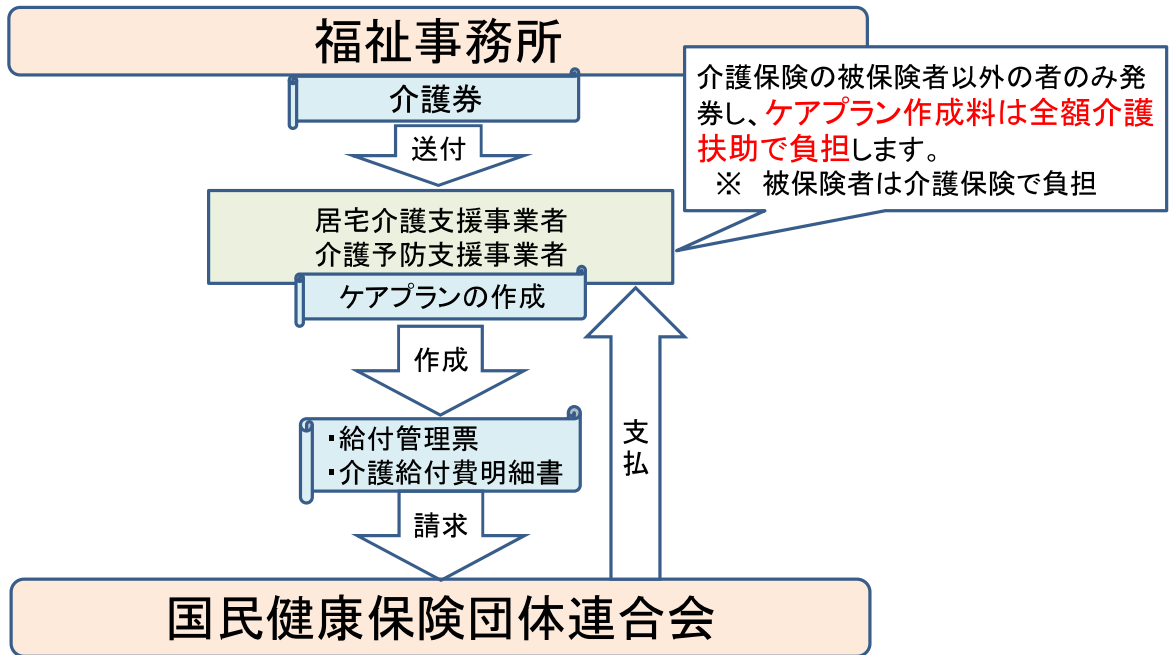 福祉事務所
介護券
送付
介護保険の被保険者以外の者のみ発
券し、ケアプラン作成料は全額介護
扶助で負担します。
※ 被保険者は介護保険で負担
居宅介護支援事業者
介護予防支援事業者
ケアプランの作成
作成
・給付管理票
・介護給付費明細書
支払
請求
国民健康保険団体連合会